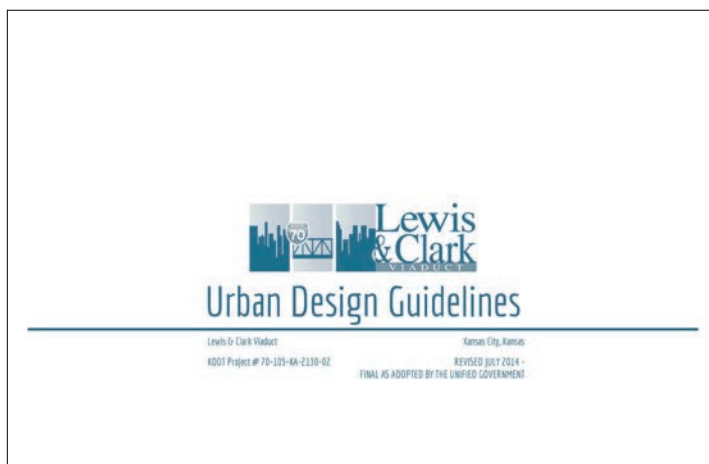 70
Lewis
& Clark
VIADUCT
Urban Design Guidelines
Lewis & Clark Viaduct
Kansas City, Kansas
KDOT Project # 70-105-KA-2130-02
REVISED JULY 2014 -
FINAL AS ADOPTED BY THE UNIFIED GOVERNMENT